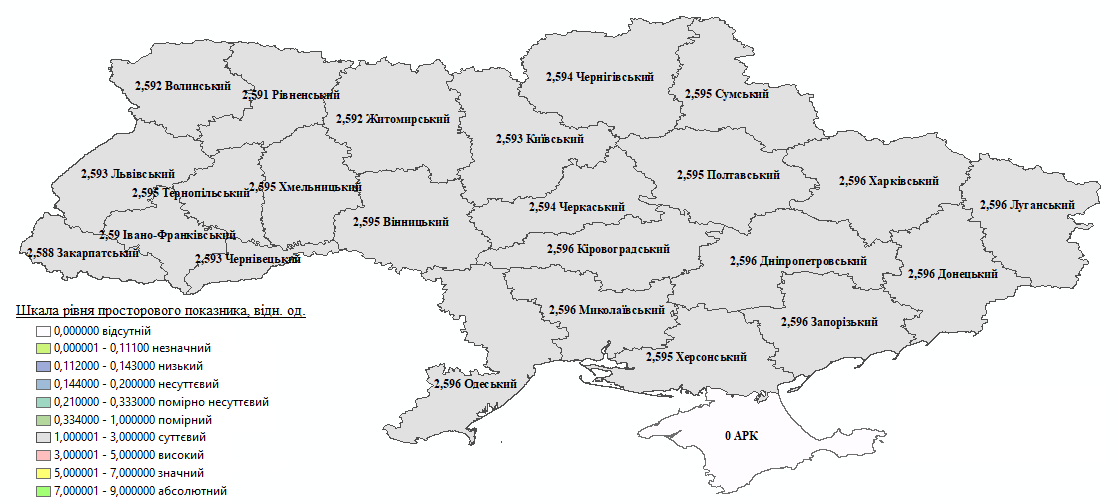 2,594 Чернігівський
2,592 Волинський
2,591 Рівненський
2,595 Сумський
2,592 Житомирський
2,593 Київський
2,593 Львівський
2,595 Полтавський
2,596 Харківський
2,595 Тернопільський
2,595 Хмельницький
2,596 Луганський
2,594 Черкаський
2,595 Вінницький
2,59 Івано-Франківський
2,596 Кіровоградський
2,588 Закарпатський
2,593 Чернівецький
2,596 Дніпропетровський
2,596 Донецький
2,596 Миколаївський
2,596 Запорізький
2,595 Херсонський
2,596 Одеський
0 АРК
Шкала рівня просторового показника, відн. од.
0,000000 відсутній
0,000001 - 0,11100 незначний
0,112000 - 0,143000 низький
0,144000 - 0,200000 несуттєвий
0,210000 - 0,333000 помірно несуттєвий
0,334000 - 1,000000 помірний
1,000001 - 3,000000 суттєвий
3,000001 - 5,000000 високий
5,000001 - 7,000000 значний
7,000001 - 9,000000 абсолютний